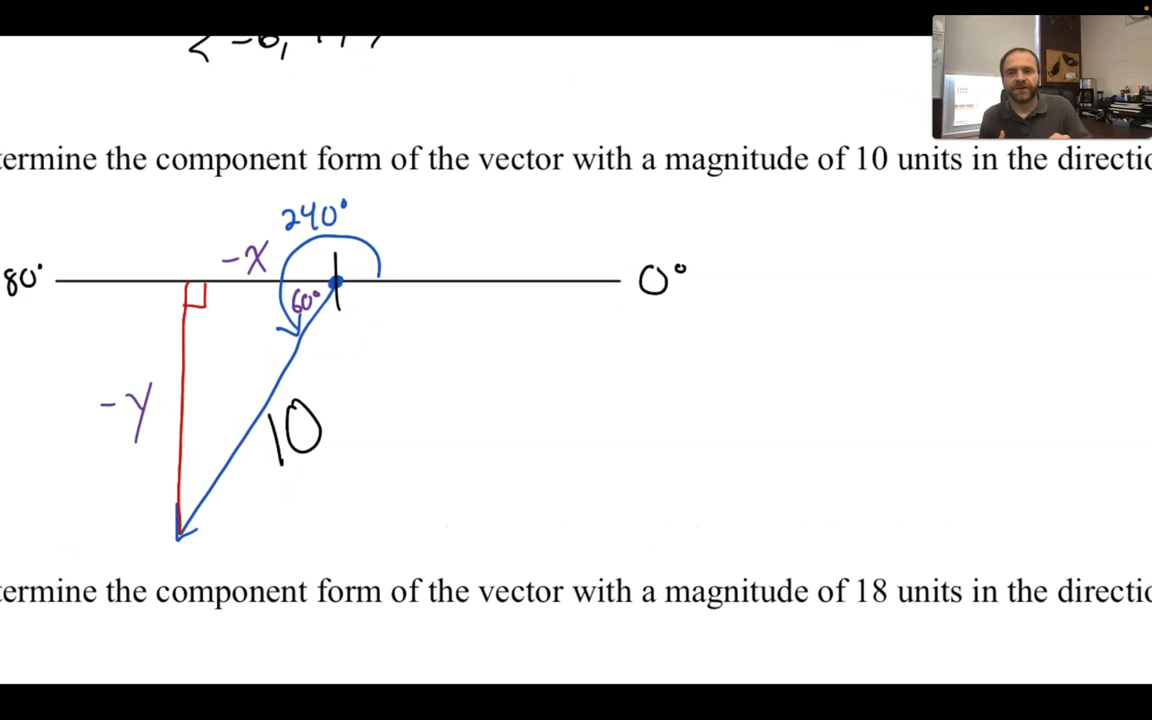 termine the component form of the vector with a magnitude of 10 units in the directio
240°
-x
80°
0°
60°
-y
10
termine the component form of the vector with a magnitude of 18 units in the directio